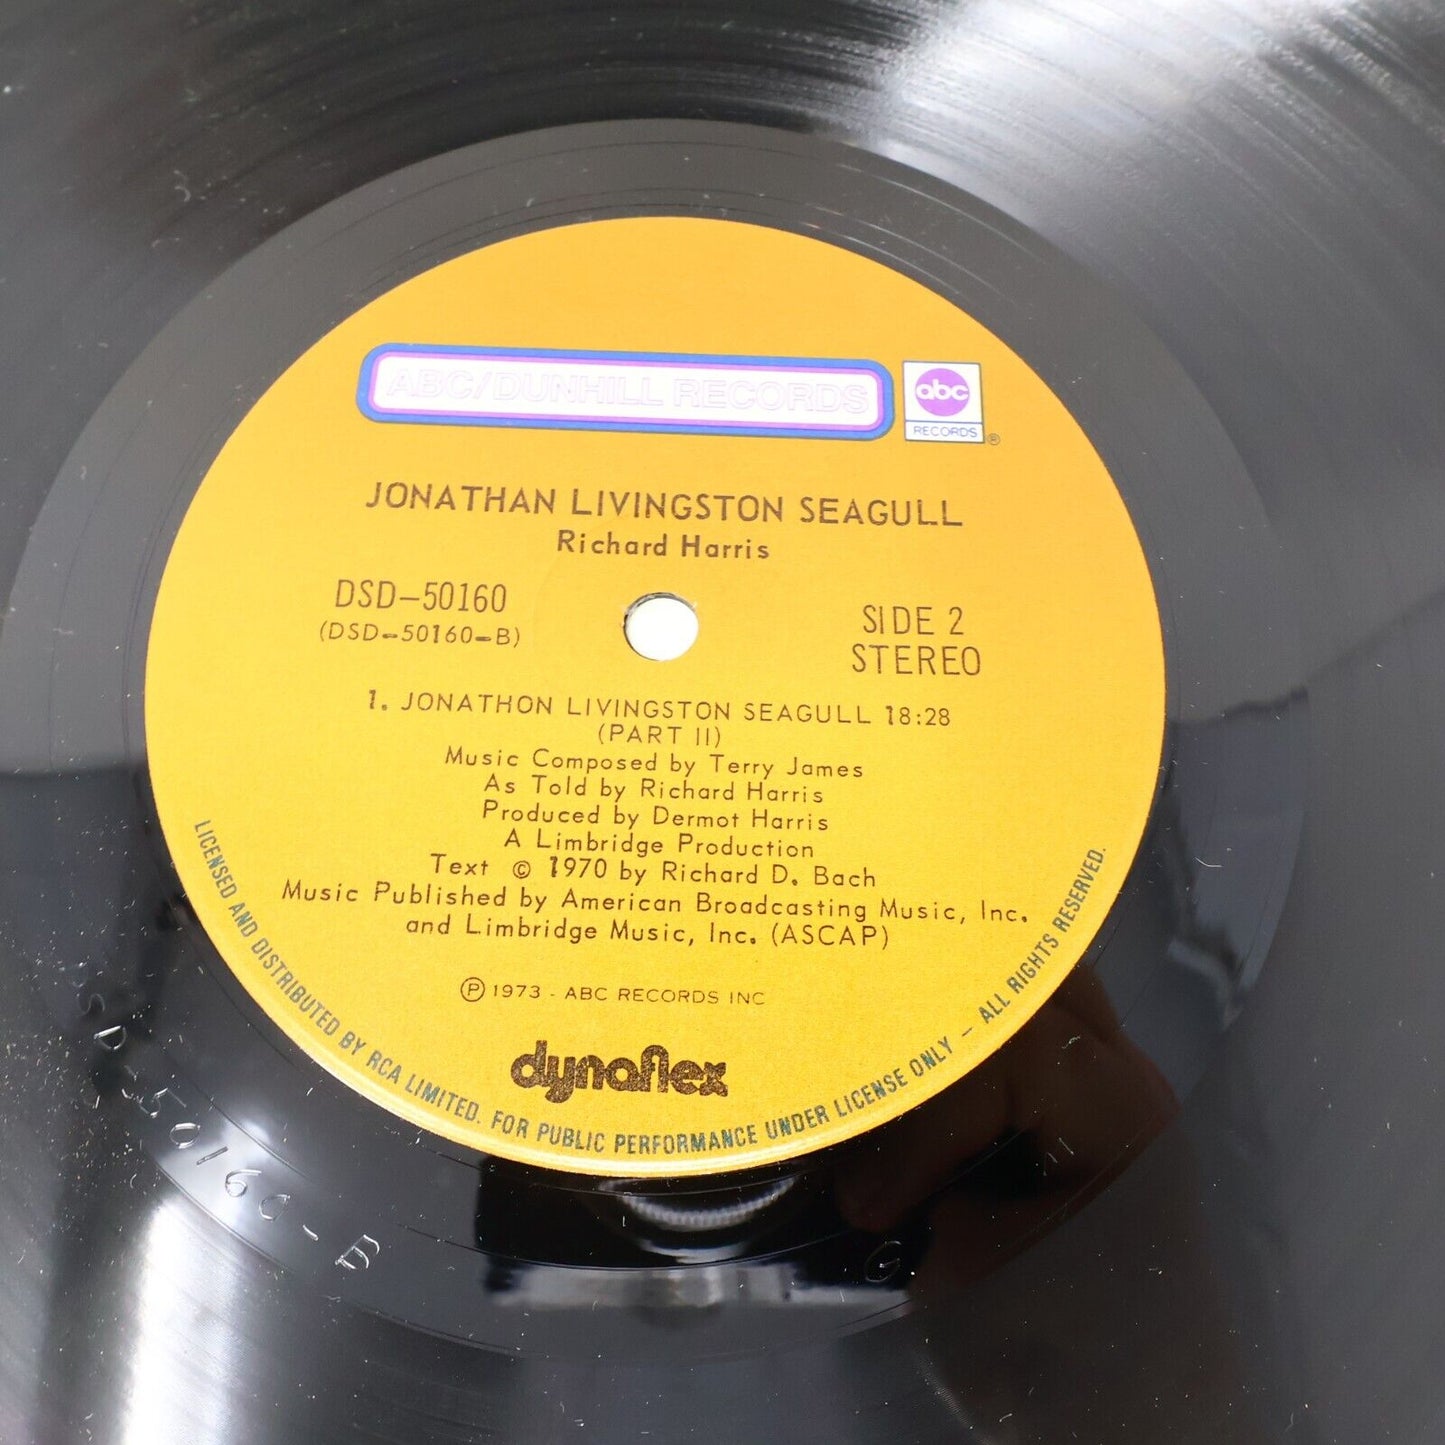 ABC/DUNHILL RECORDS
abc
RECORDS ®
JONATHAN LIVINGSTON SEAGULL
Richard Harris
DSD-50160
(DSD-50160-B)
SIDE 2
STEREO
1. JONATHON LIVINGSTON SEAGULL 18:28
(PART II)
Music Composed by Terry James
As Told by Richard Harris
Produced by Dermot Harris
A Limbridge Production
Text © 1970 by Richard D. Bach
Music Published by American Broadcasting Music, Inc.
and Limbridge Music, Inc. (ASCAP)
Ⓟ 1973 - ABC RECORDS INC
dynaflex
LICENSED AND DISTRIBUTED BY RCA LIMITED. FOR PUBLIC PERFORMANCE UNDER LICENSE ONLY – ALL RIGHTS RESERVED.
SD-50160-B
G